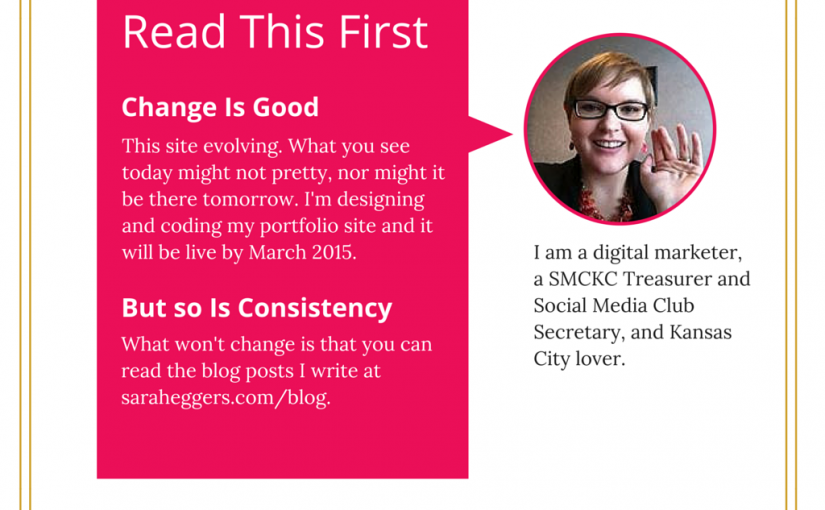 Read This First
Change Is Good
This site evolving. What you see
today might not pretty, nor might it
be there tomorrow. I'm designing
and coding my portfolio site and it
will be live by March 2015.
But so Is Consistency
What won't change is that you can
read the blog posts I write at
saraheggers.com/blog.
I am a digital marketer,
a SMCKC Treasurer and
Social Media Club
Secretary, and Kansas
City lover.